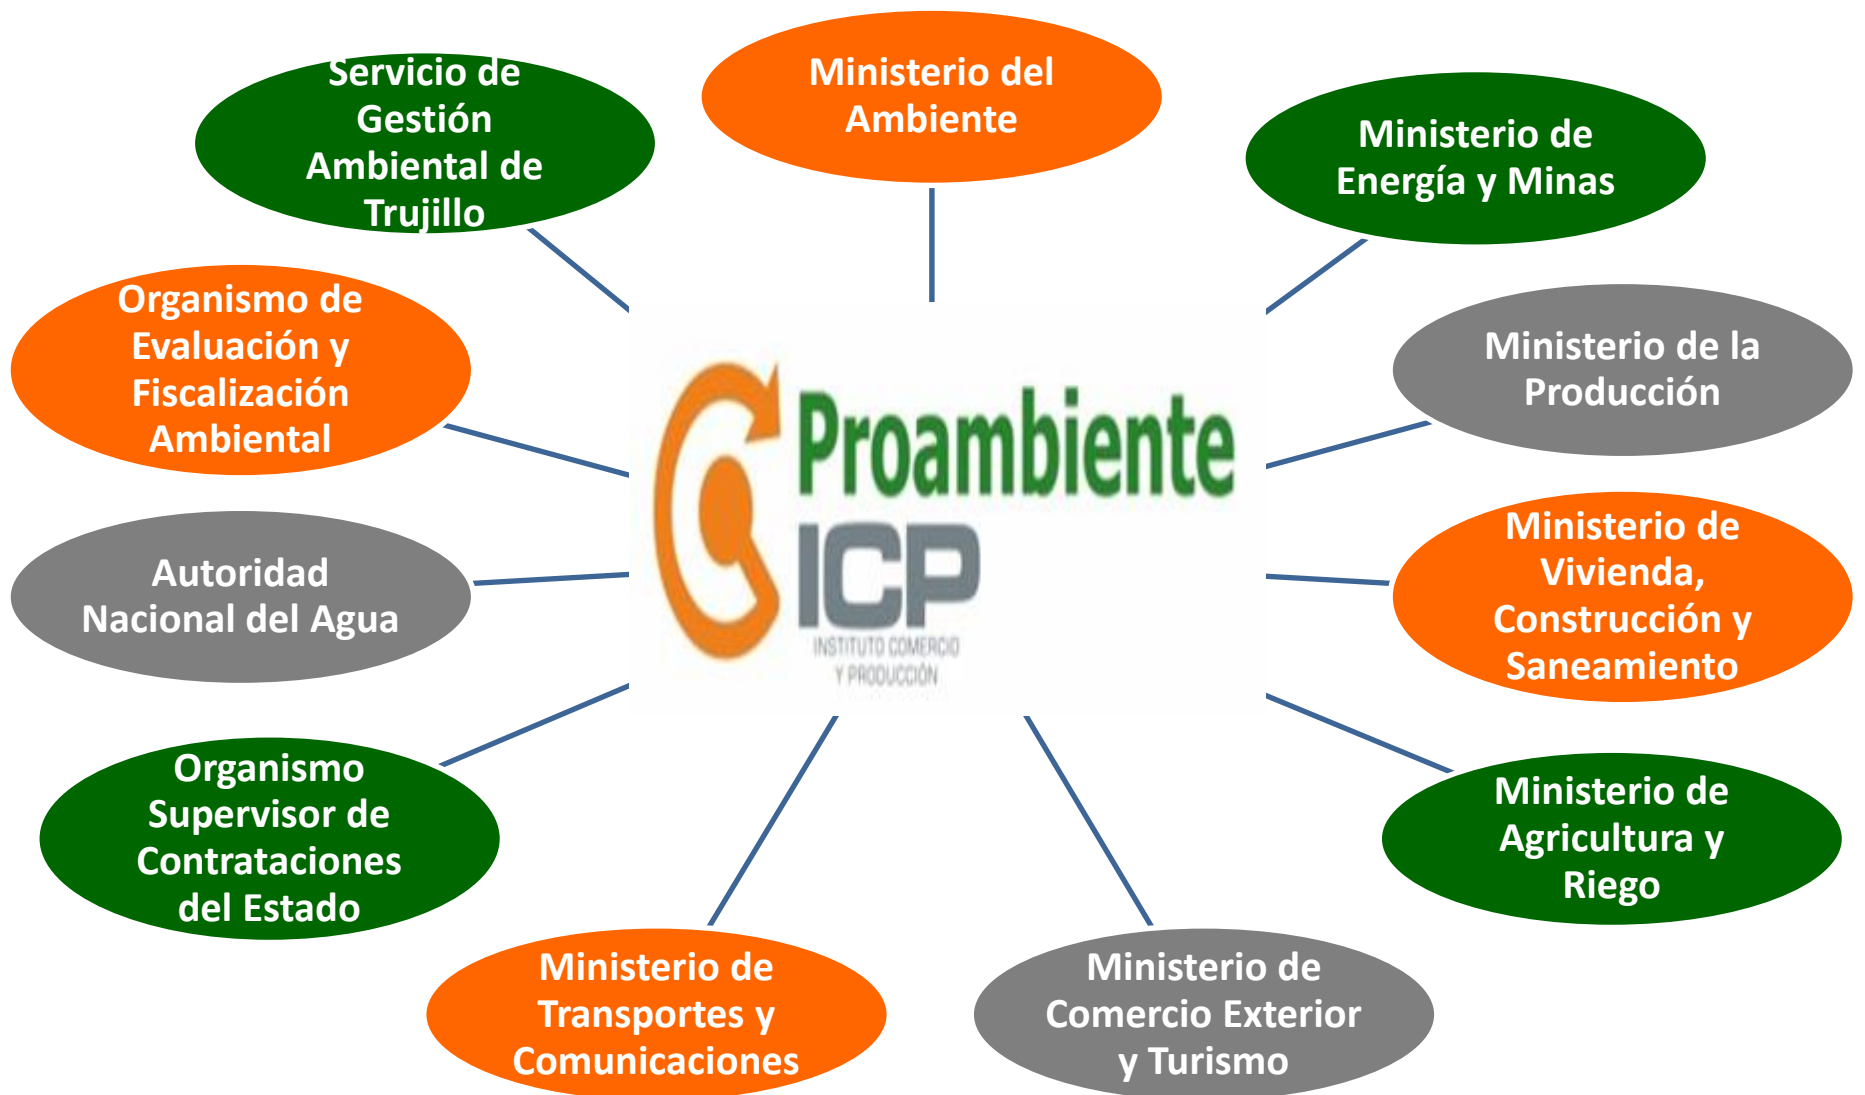 Servicio de
Gestión
Ambiental de
Trujillo
Ministerio del
Ambiente
Ministerio de
Energía y Minas
Organismo de
Evaluación y
Fiscalización
Ambiental
Ministerio de la
Producción
Proambiente
ICP
INSTITUTO COMERCIO
Y PRODUCCIÓN
Autoridad
Nacional del Agua
Ministerio de
Vivienda,
Construcción y
Saneamiento
Organismo
Supervisor de
Contrataciones
del Estado
Ministerio de
Agricultura y
Riego
Ministerio de
Transportes y
Comunicaciones
Ministerio de
Comercio Exterior
y Turismo